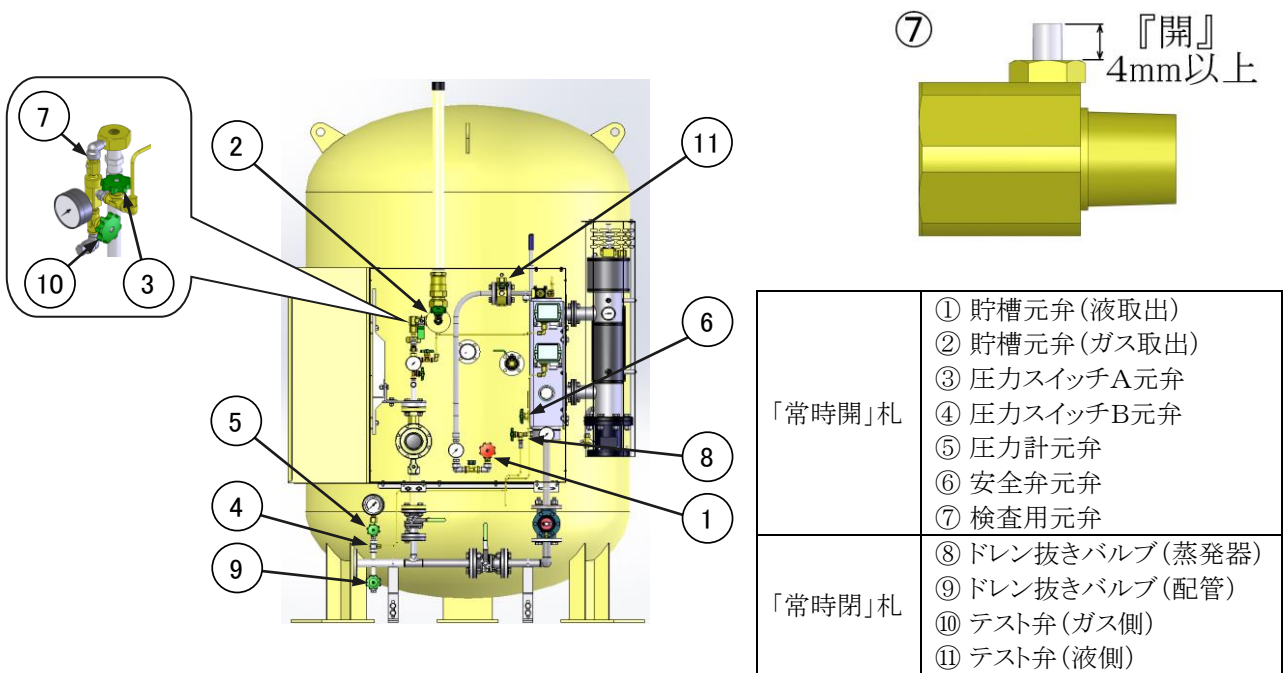 ⑦
『開』
4mm以上
7
2
11
10
3
6
5
4
8
9
1
「常時開」札
① 貯槽元弁(液取出)
② 貯槽元弁(ガス取出)
③ 圧力スイッチA元弁
④ 圧力スイッチB元弁
⑤ 圧力計元弁
⑥ 安全弁元弁
⑦ 検査用元弁
「常時閉」札
⑧ ドレン抜きバルブ(蒸発器)
⑨ ドレン抜きバルブ(配管)
⑩ テスト弁(ガス側)
⑪ テスト弁(液側)